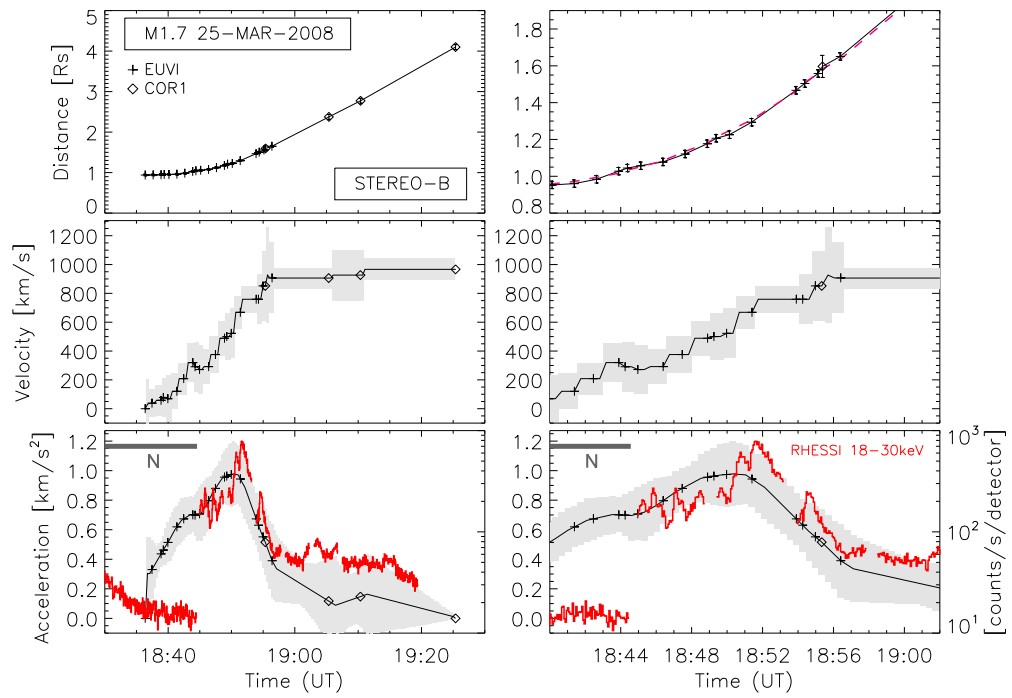 M1.7 25-MAR-2008
EUVI
COR1
STEREO-B
Distance [Rs]
5
4
3
2
1
0
1.8
1.6
1.4
1.2
1.0
0.8
Velocity [km/s]
1200
1000
800
600
400
200
0
1200
1000
800
600
400
200
0
Acceleration [km/s²]
1.2
1.0
0.8
0.6
0.4
0.2
0.0
N
1.2
1.0
0.8
0.6
0.4
0.2
0.0
N
RHESSI 18-30keV
10³
10²
10¹
[counts/s/detector]
18:40 19:00 19:20
Time (UT)
18:44 18:48 18:52 18:56 19:00
Time (UT)